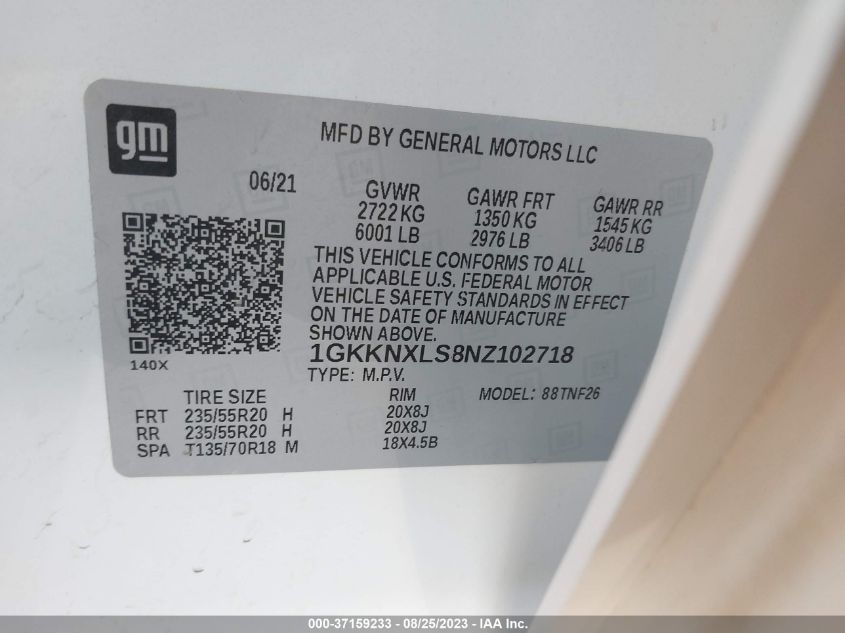 gm
MFD BY GENERAL MOTORS LLC
06/21
GVWR GAWR FRT GAWR RR
2722 KG 1350 KG 1545 KG
6001 LB 2976 LB 3406 LB
THIS VEHICLE CONFORMS TO ALL
APPLICABLE U.S. FEDERAL MOTOR
VEHICLE SAFETY STANDARDS IN EFFECT
ON THE DATE OF MANUFACTURE
SHOWN ABOVE.
140X
1GKKNXLS8NZ102718
TYPE: M.P.V.
TIRE SIZE RIM MODEL: 88TNF26
FRT 235/55R20 H 20X8J
RR 235/55R20 H 20X8J
SPA T135/70R18 M 18X4.5B
000-37159233 - 08/25/2023 - IAA Inc.